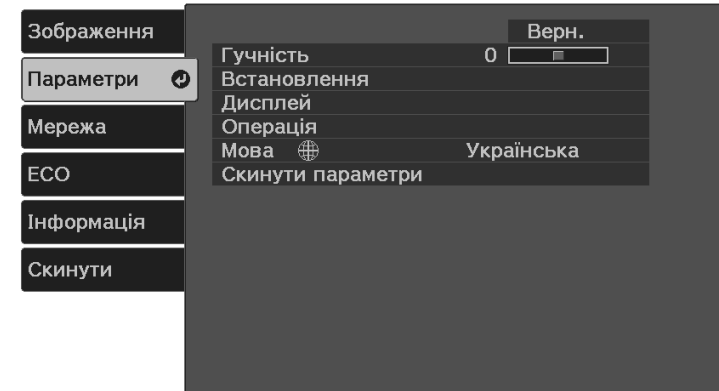 Зображення
Параметри
Мережа
ECO
Інформація
Скинути
Верн.
Гучність 0
Встановлення
Дисплей
Операція
Мова Українська
Скинути параметри